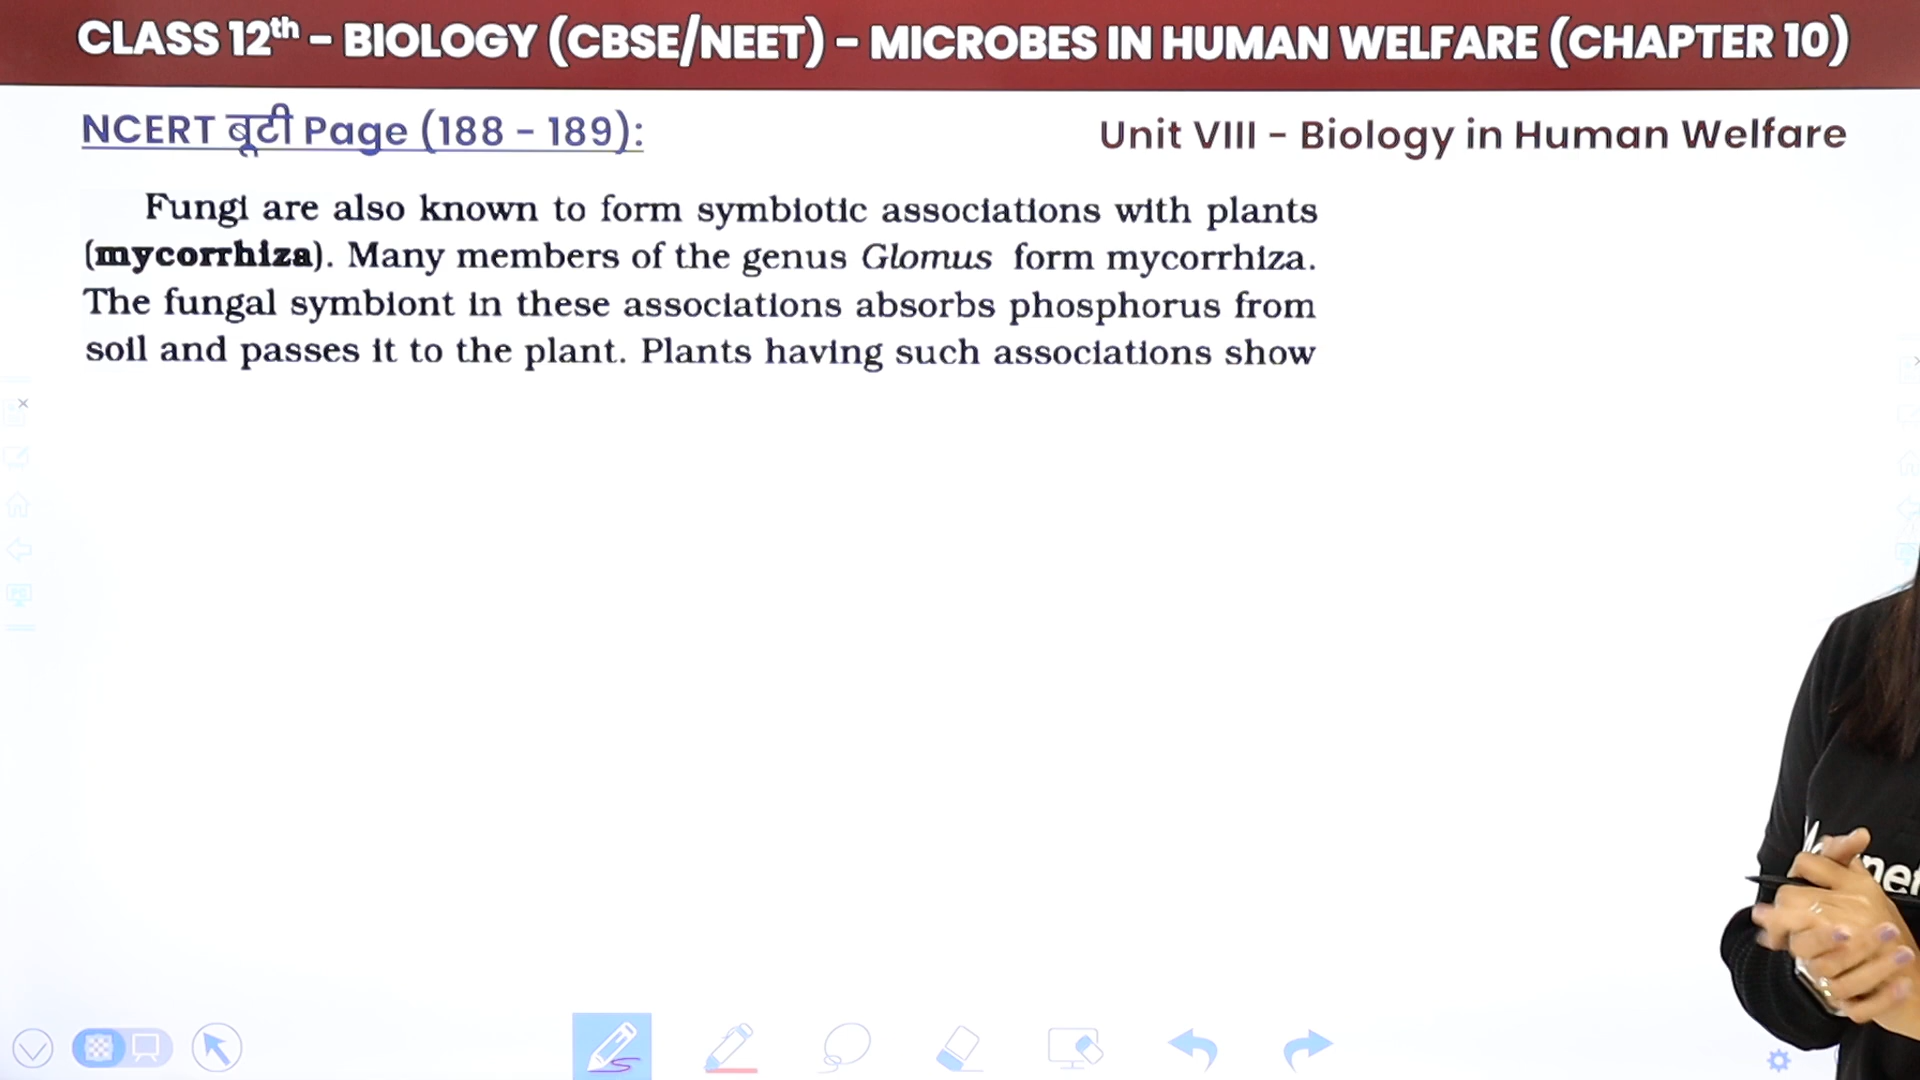 CLASS 12th - BIOLOGY (CBSE/NEET) - MICROBES IN HUMAN WELFARE (CHAPTER 10)
NCERT बूटी Page (188 - 189):
Unit VIII - Biology in Human Welfare
Fungi are also known to form symbiotic associations with plants
(mycorrhiza). Many members of the genus Glomus form mycorrhiza.
The fungal symbiont in these associations absorbs phosphorus from
soil and passes it to the plant. Plants having such associations show